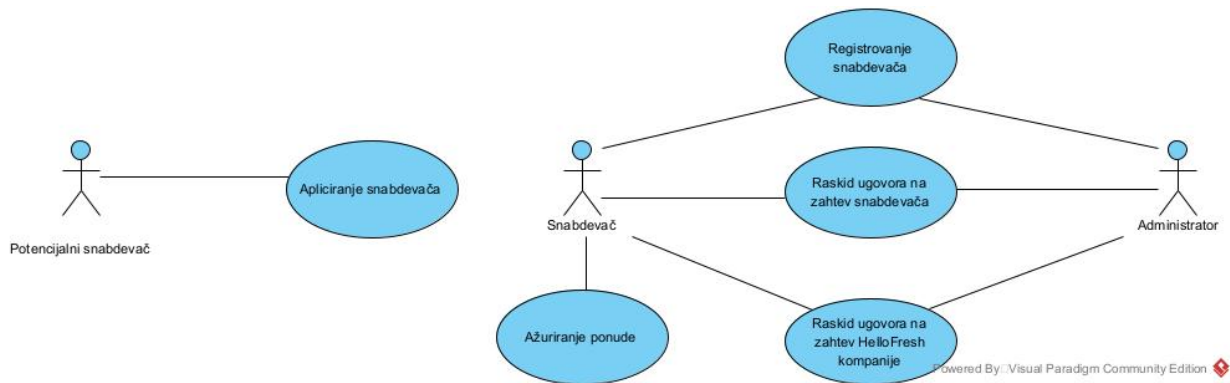 Registrovanje
snabdevača
Apliciranje snabdevača
Raskid ugovora na
zahtev snabdevača
Potencijalni snabdevač
Snabdevač
Administrator
Ažuriranje ponude
Raskid ugovora na
zahtev HelloFresh
kompanije
Powered By Visual Paradigm Community Edition